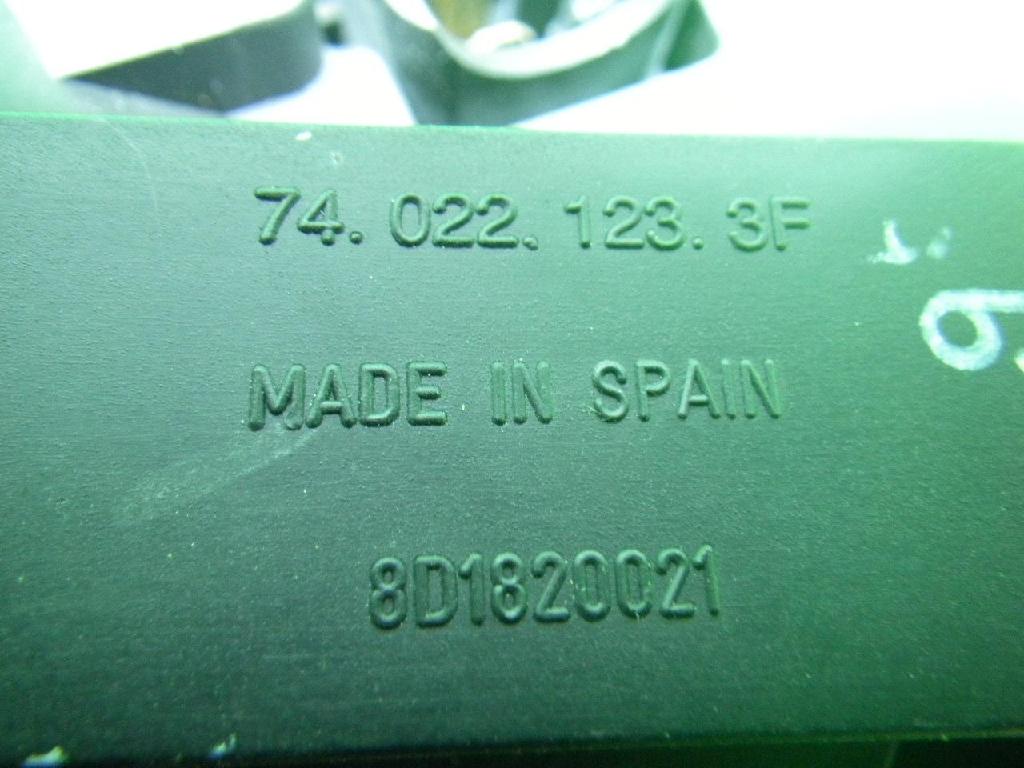 74. 022. 123. 3F
MADE IN SPAIN
8D1820021